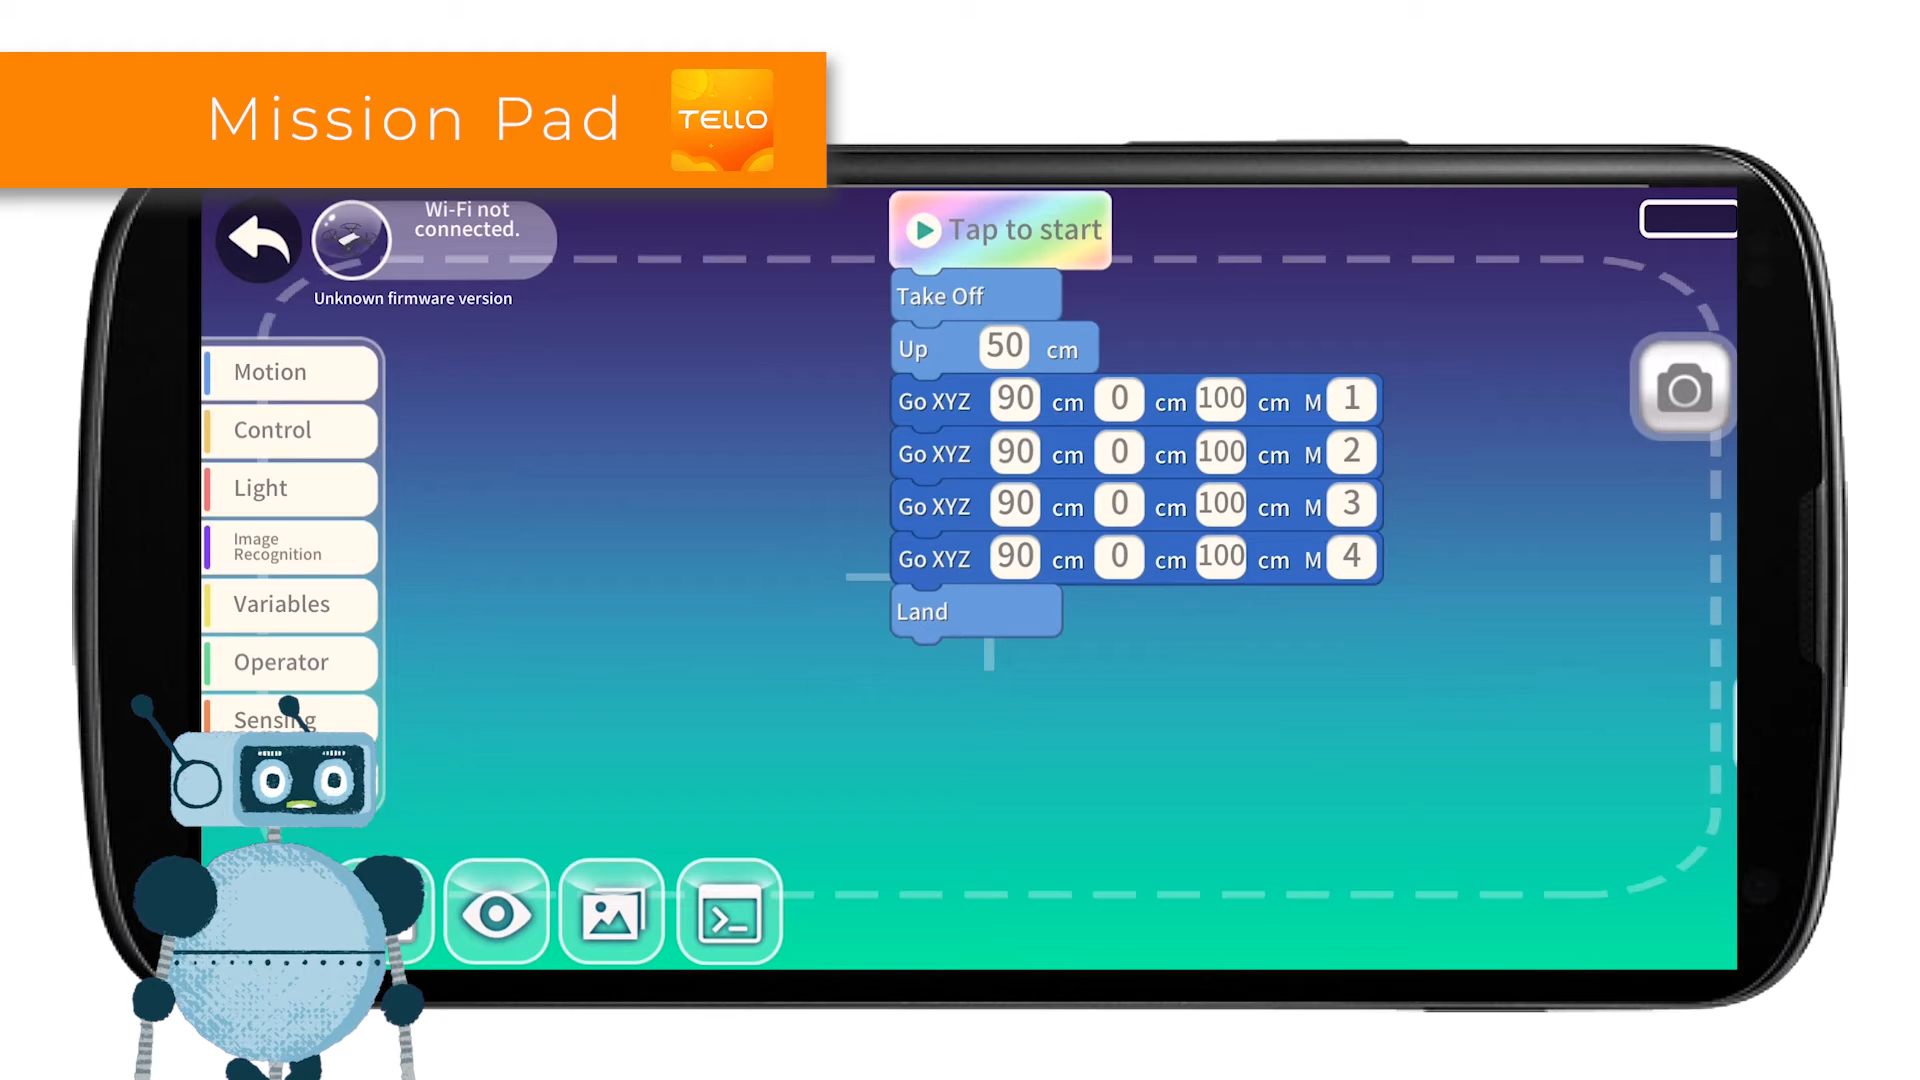 Mission Pad
TELLO
Wi-Fi not
connected.
Unknown firmware version
Tap to start
Take Off
Up 50 cm
Go XYZ 90 cm 0 cm 100 cm M 1
Go XYZ 90 cm 0 cm 100 cm M 2
Go XYZ 90 cm 0 cm 100 cm M 3
Go XYZ 90 cm 0 cm 100 cm M 4
Land
Motion
Control
Light
Image
Recognition
Variables
Operator
Sensing